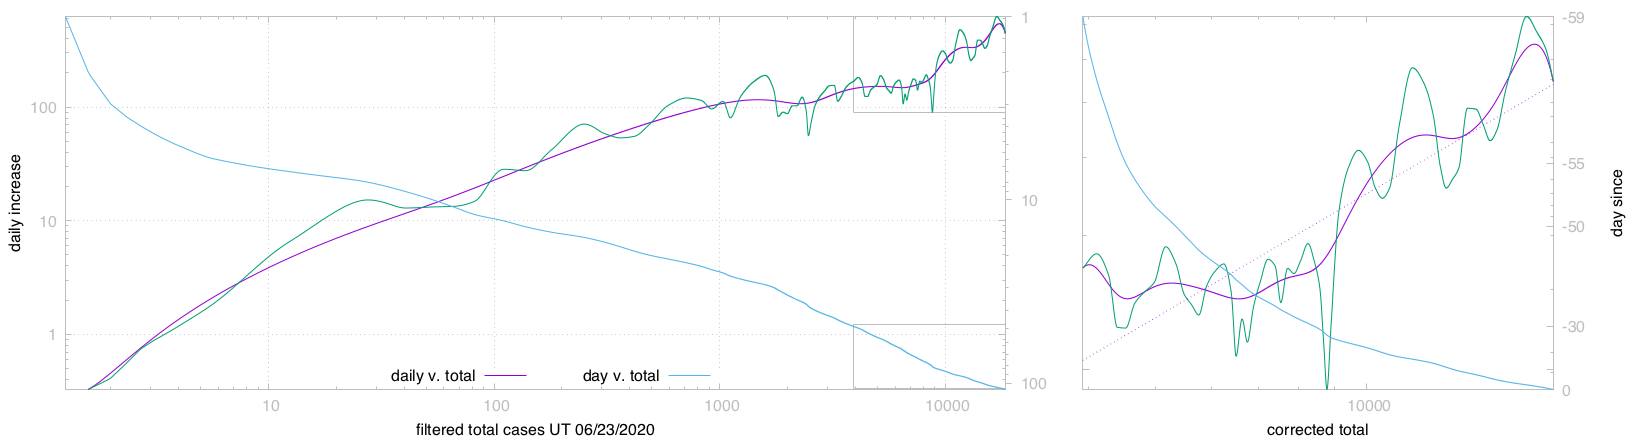 daily increase
100
10
1
10
100
1000
10000
1
10
100
daily v. total
day v. total
filtered total cases UT 06/23/2020
10000
corrected total
-59
-55
-50
-30
0
day since